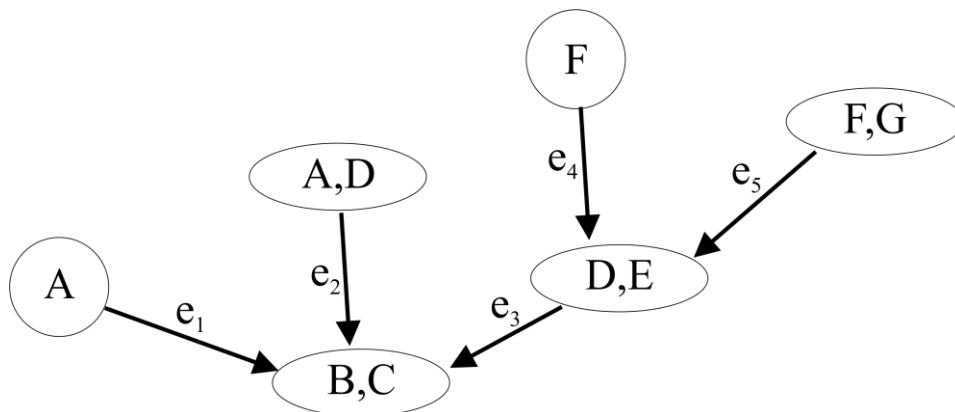 F
F,G
e₄
e₅
A,D
A
e₂
D,E
e₁
e₃
B,C